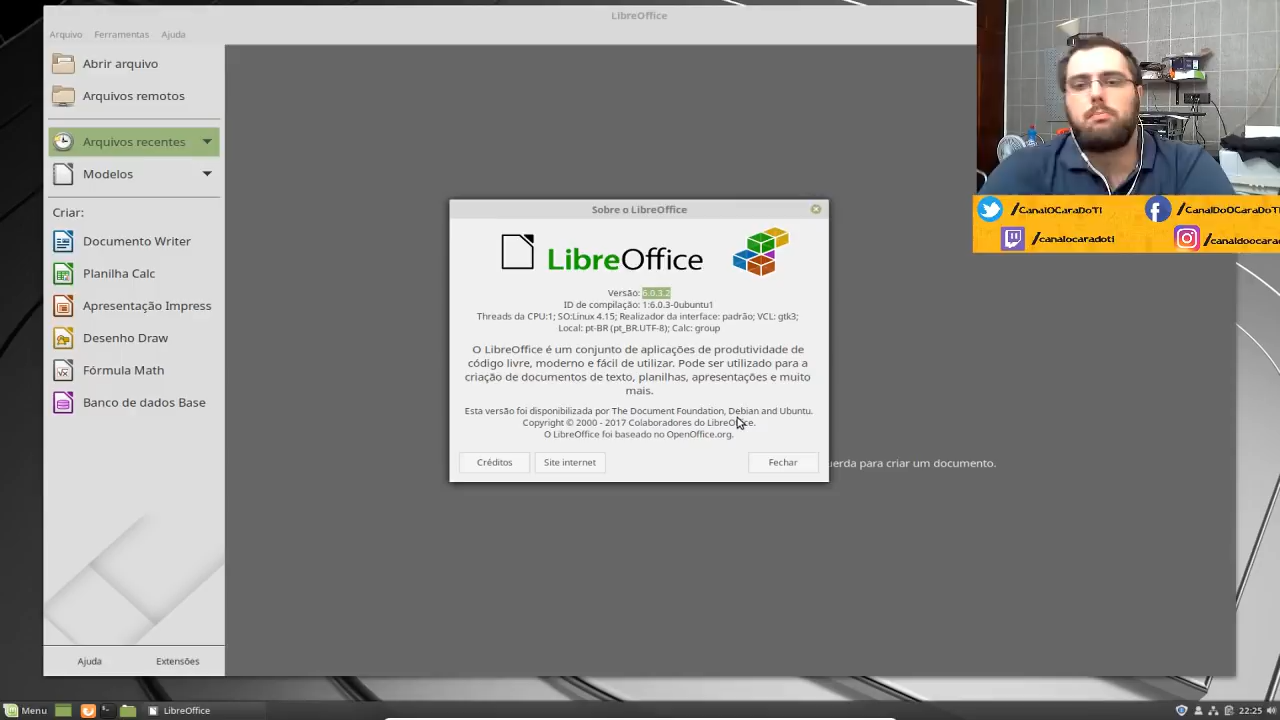 LibreOffice
Arquivo Ferramentas Ajuda
Abrir arquivo
Arquivos remotos
Arquivos recentes
Modelos
Criar:
Documento Writer
Planilha Calc
Apresentação Impress
Desenho Draw
Fórmula Math
Banco de dados Base
Ajuda Extensões
Sobre o LibreOffice
LibreOffice
Versão: 6.0.3.2
ID de compilação: 1:6.0.3-0ubuntu1
Threads da CPU:1; SO:Linux 4.15; Realizador da interface: padrão; VCL: gtk3;
Local: pt-BR (pt_BR.UTF-8); Calc: group
O LibreOffice é um conjunto de aplicações de produtividade de
código livre, moderno e fácil de utilizar. Pode ser utilizado para a
criação de documentos de texto, planilhas, apresentações e muito
mais.
Esta versão foi disponibilizada por The Document Foundation, Debian and Ubuntu.
Copyright © 2000 - 2017 Colaboradores do LibreOffice.
O LibreOffice foi baseado no OpenOffice.org.
Créditos Site internet Fechar
uerda para criar um documento.
/CanalOCaraDoTI /CanalDoOCaraDoTI
/canalocaradoti /canaldoocarado
Menu LibreOffice 22:25